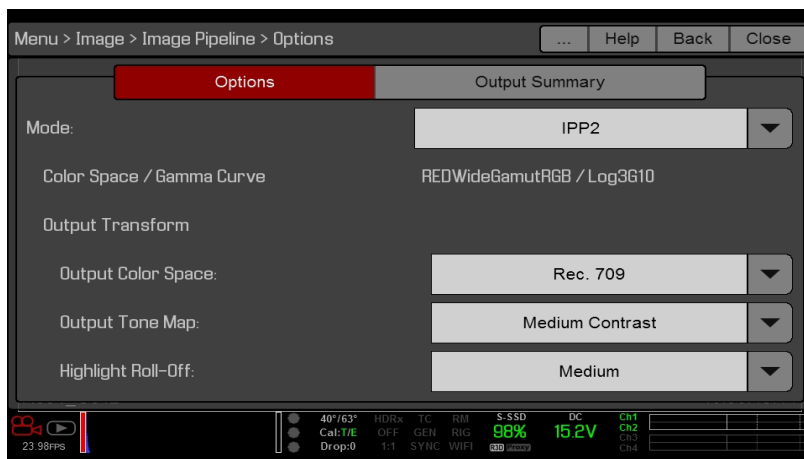 Menu > Image > Image Pipeline > Options ... Help Back Close
Options Output Summary
Mode: IPP2
Color Space / Gamma Curve REDWideGamutRGB / Log3G10
Output Transform
Output Color Space: Rec. 709
Output Tone Map: Medium Contrast
Highlight Roll-Off: Medium
40°/63° HDRx TC RM S-SSD DC Ch1
Cal:T/E OFF GEN RIG 98% 15.2V Ch2
Ch3
23.98FPS Drop:0 1:1 SYNC WIFI R3D Proxy Ch4